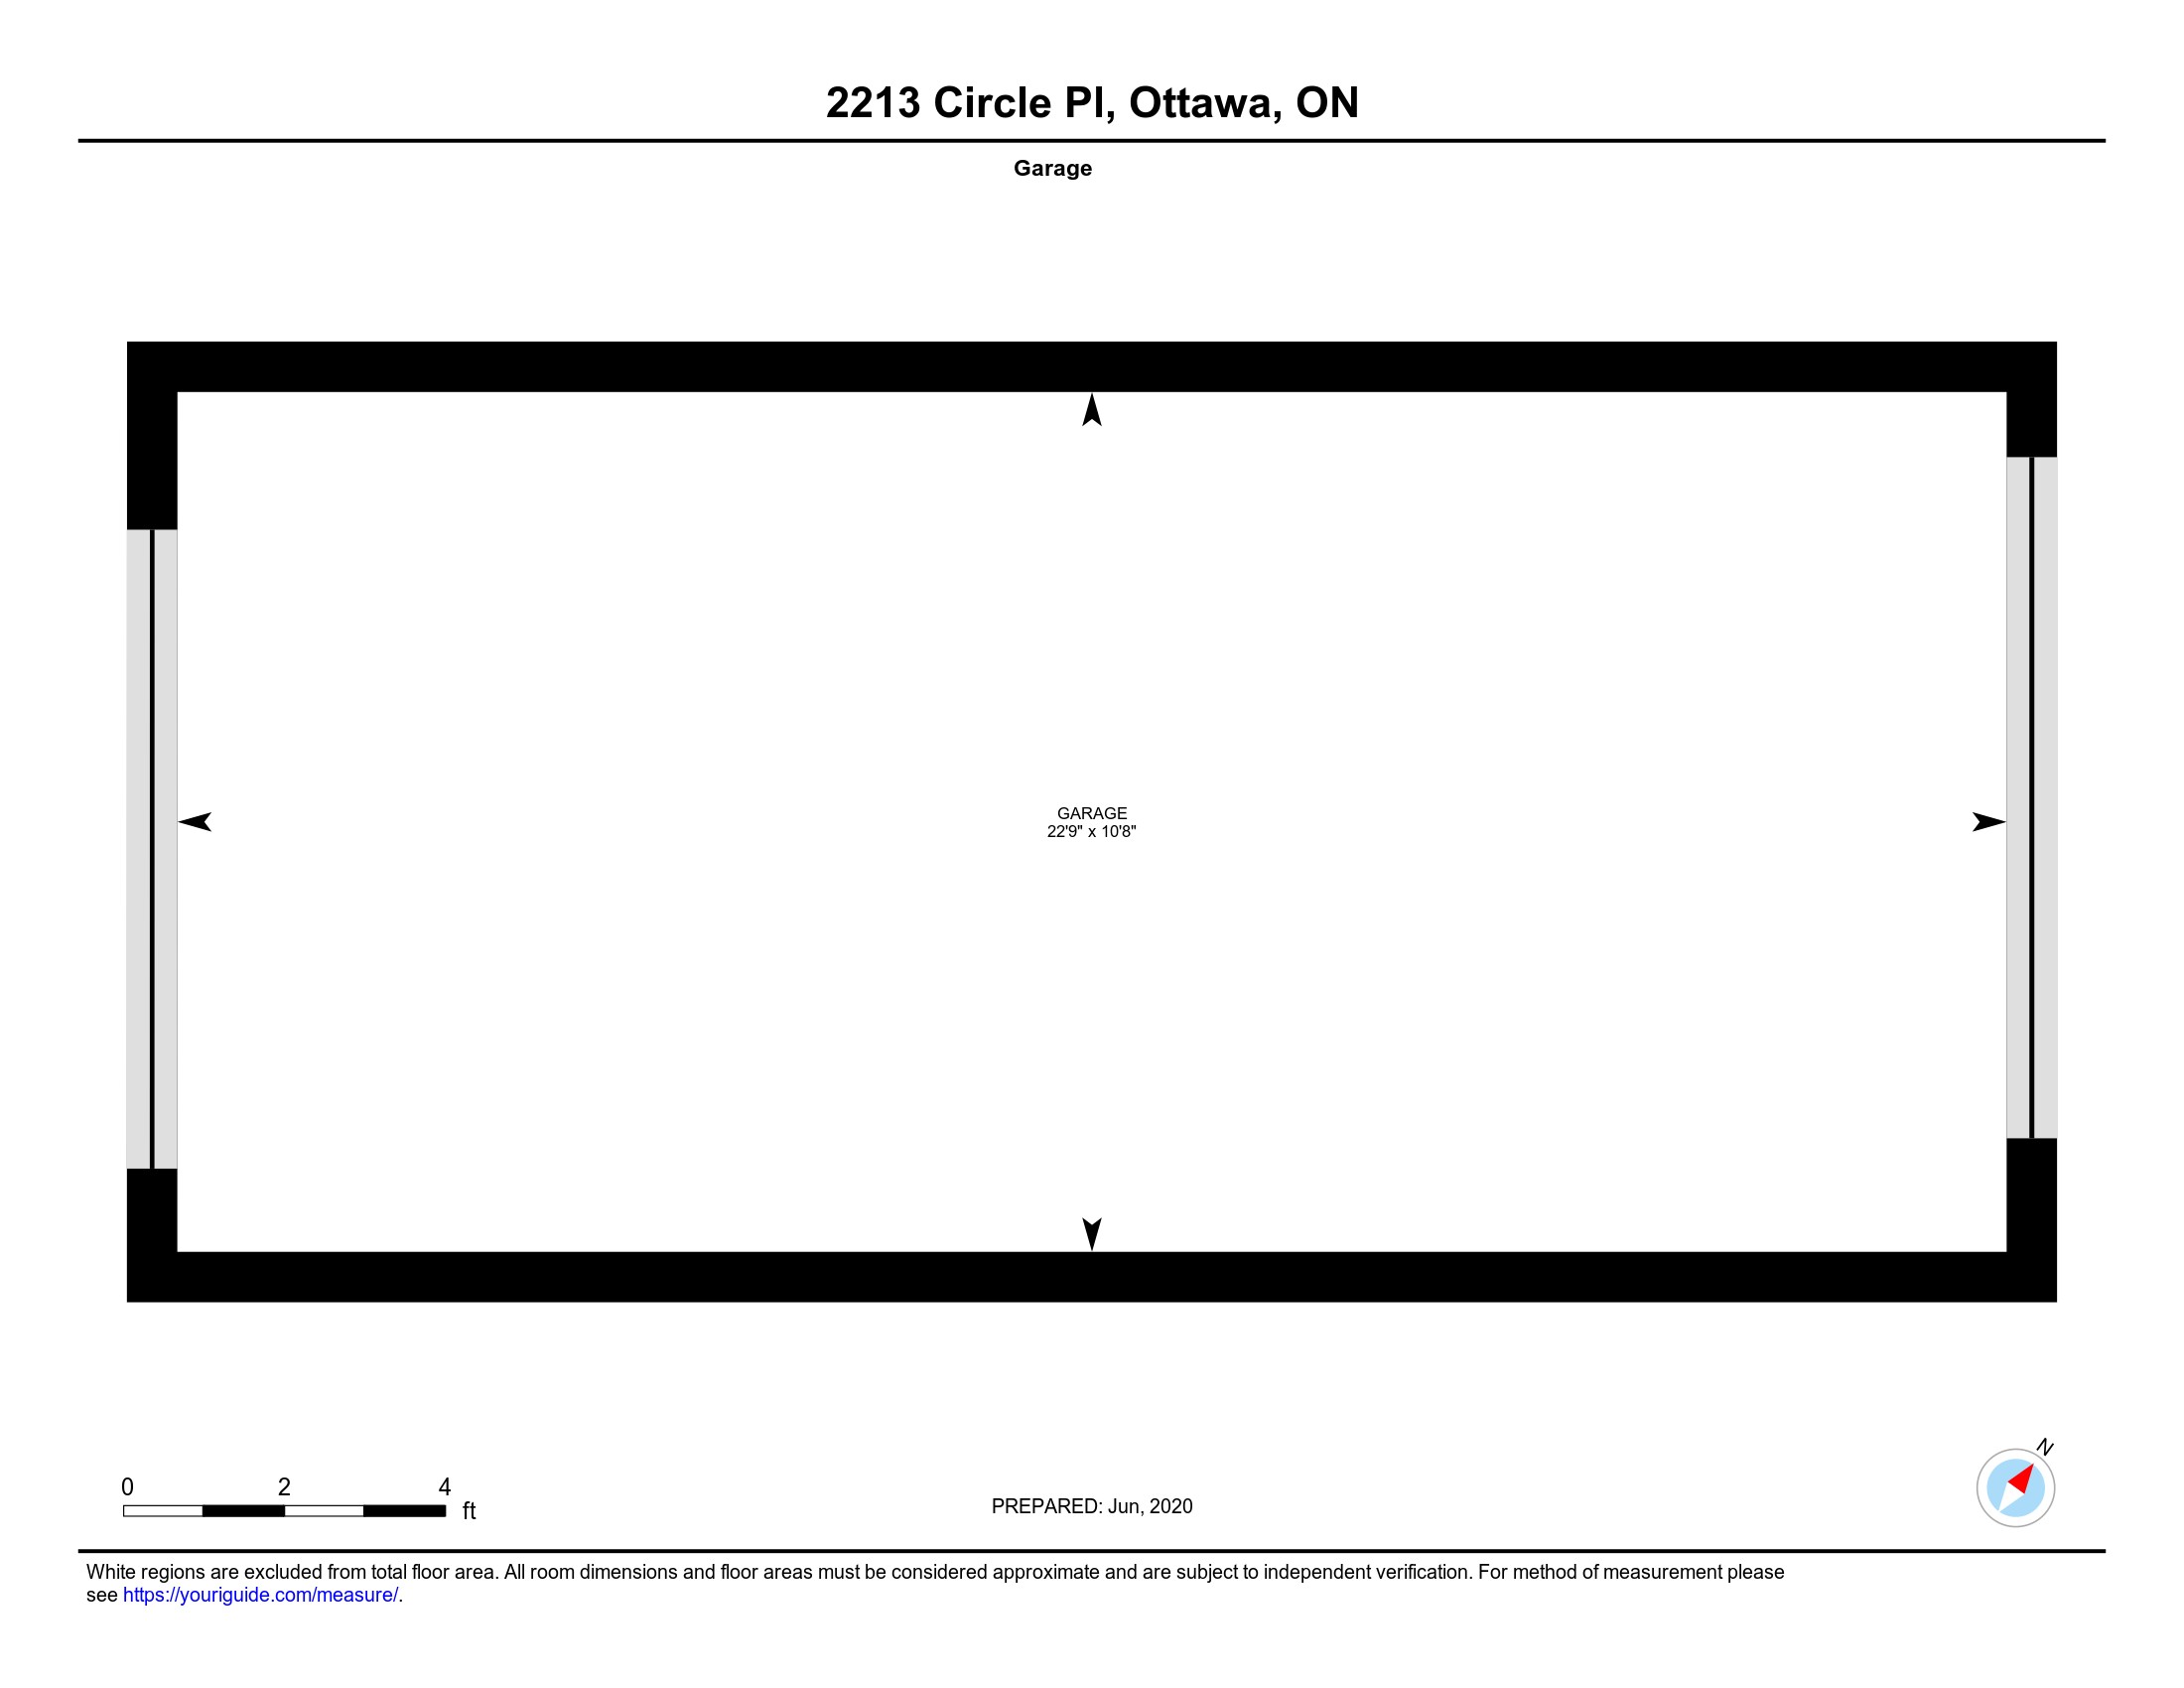 2213 Circle Pl, Ottawa, ON
Garage
GARAGE
22'9" x 10'8"
0 2 4
ft
PREPARED: Jun, 2020
N
White regions are excluded from total floor area. All room dimensions and floor areas must be considered approximate and are subject to independent verification. For method of measurement please
see https://youriguide.com/measure/.